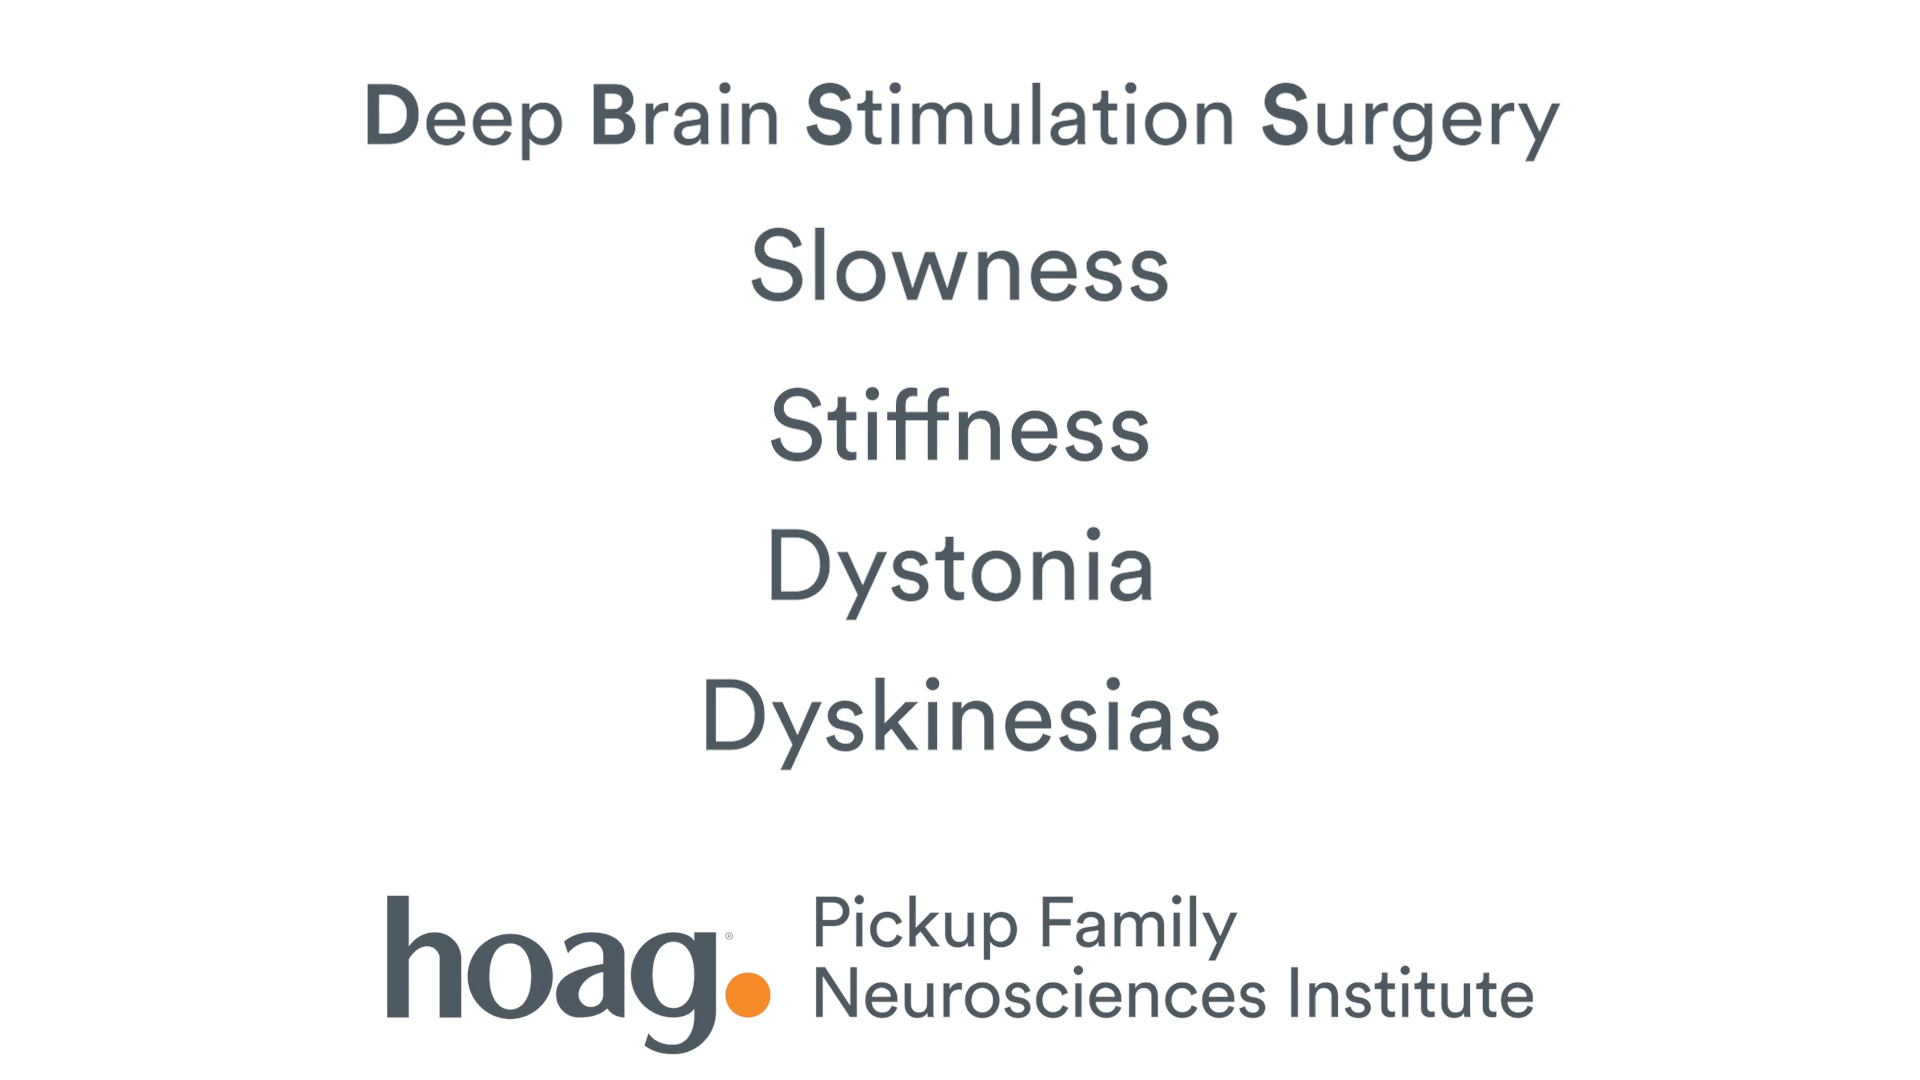 Deep Brain Stimulation Surgery
Slowness
Stiffness
Dystonia
Dyskinesias
hoag.®
Pickup Family
Neurosciences Institute